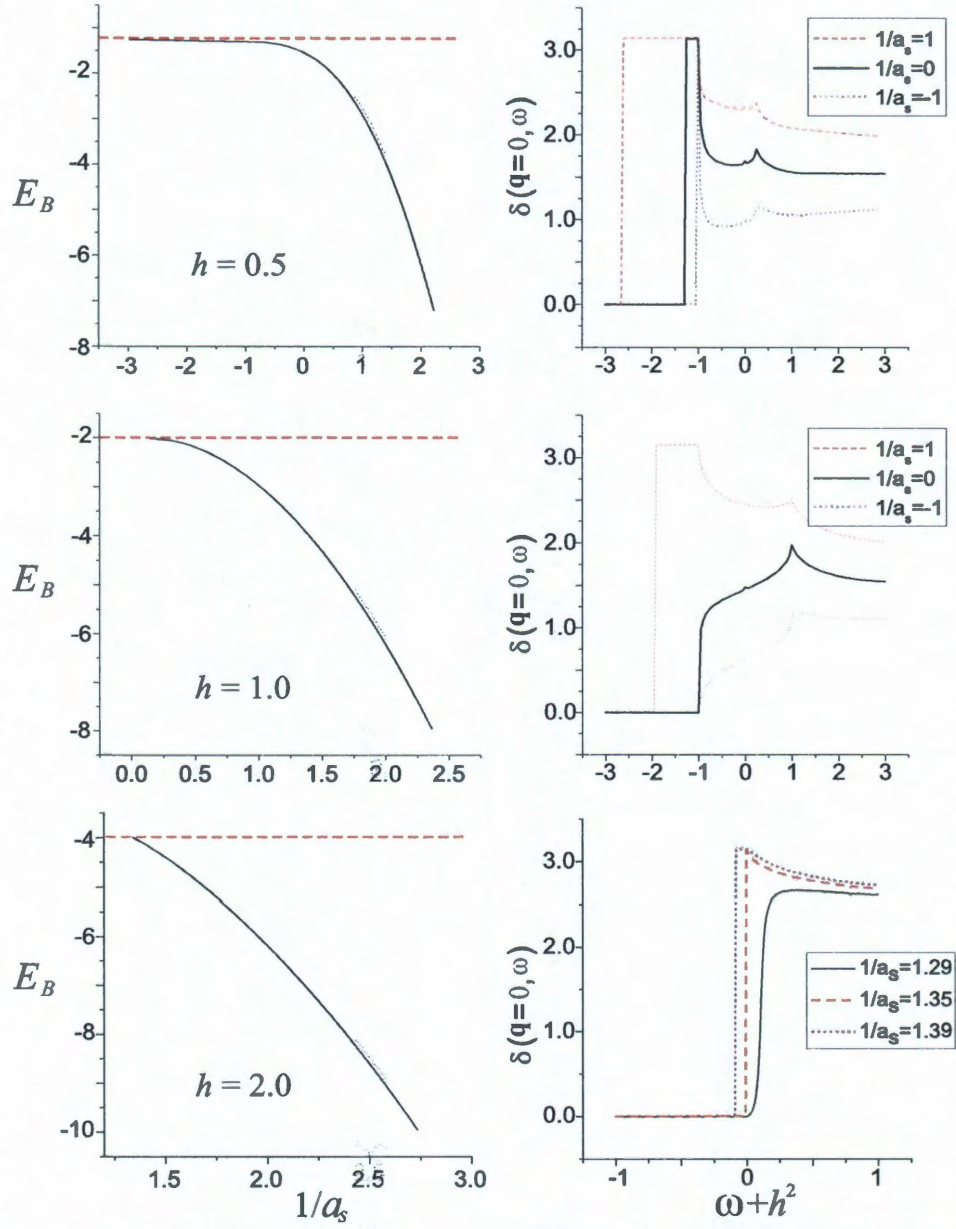 -2
-4
-6
-8
E_B
h = 0.5
-3 -2 -1 0 1 2 3
3.0
2.0
1.0
0.0
δ (q=0, ω)
1/a_s=1
1/a_s=0
1/a_s=-1
-3 -2 -1 0 1 2 3
-2
-4
-6
-8
E_B
h = 1.0
0.0 0.5 1.0 1.5 2.0 2.5
3.0
2.0
1.0
0.0
δ (q=0, ω)
1/a_s=1
1/a_s=0
1/a_s=-1
-3 -2 -1 0 1 2 3
-4
-6
-8
-10
E_B
h = 2.0
1.5 2.0 2.5 3.0
1/a_s
3.0
2.0
1.0
0.0
δ (q=0, ω)
1/a_s=1.29
1/a_s=1.35
1/a_s=1.39
-1 0 1
ω+h²